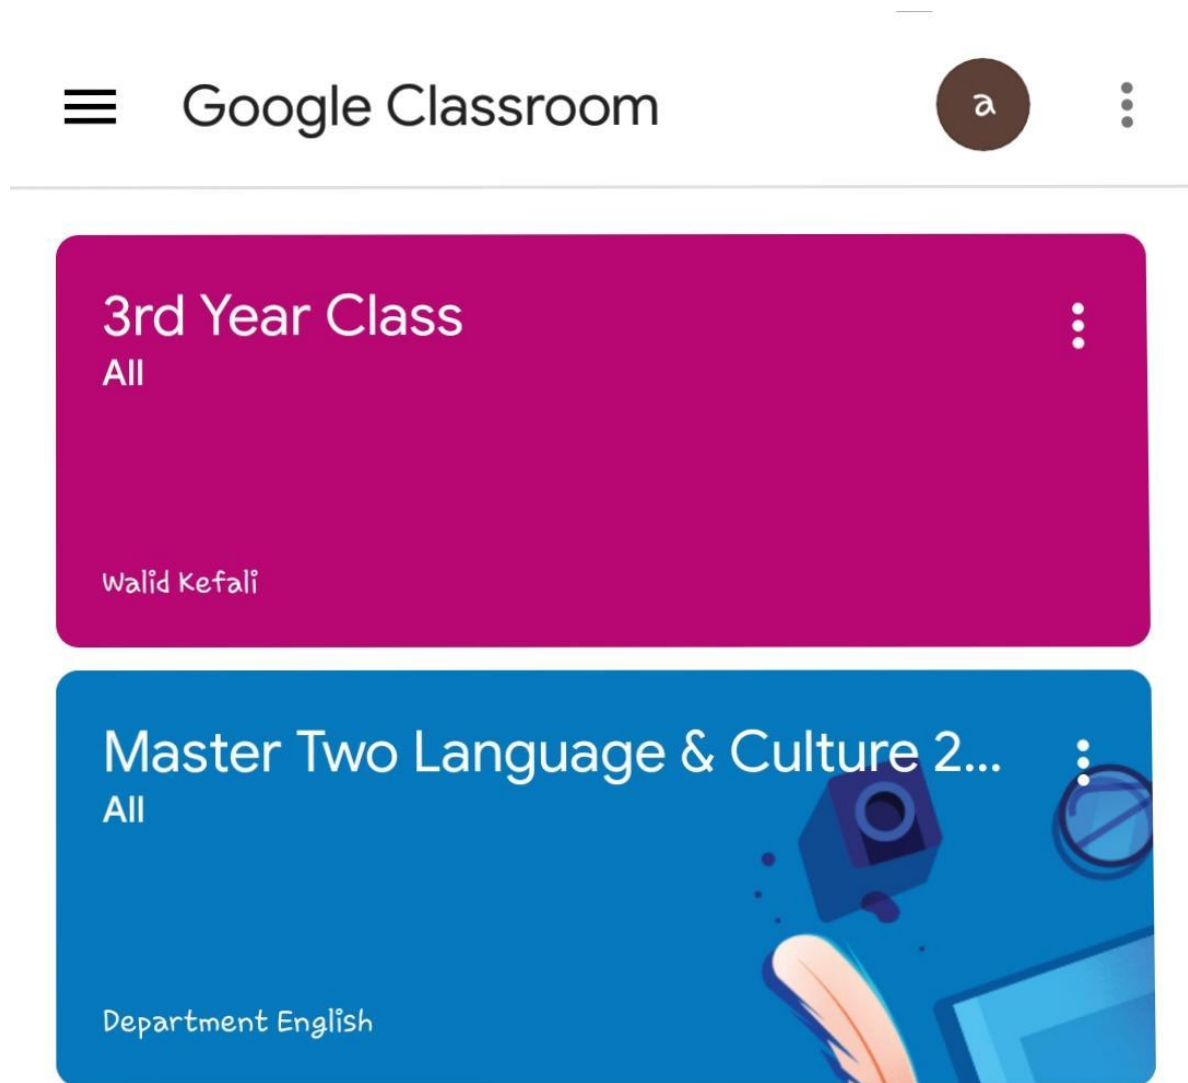 Google Classroom
a
3rd Year Class
All
Walid Kefali
Master Two Language & Culture 2...
All
Department English